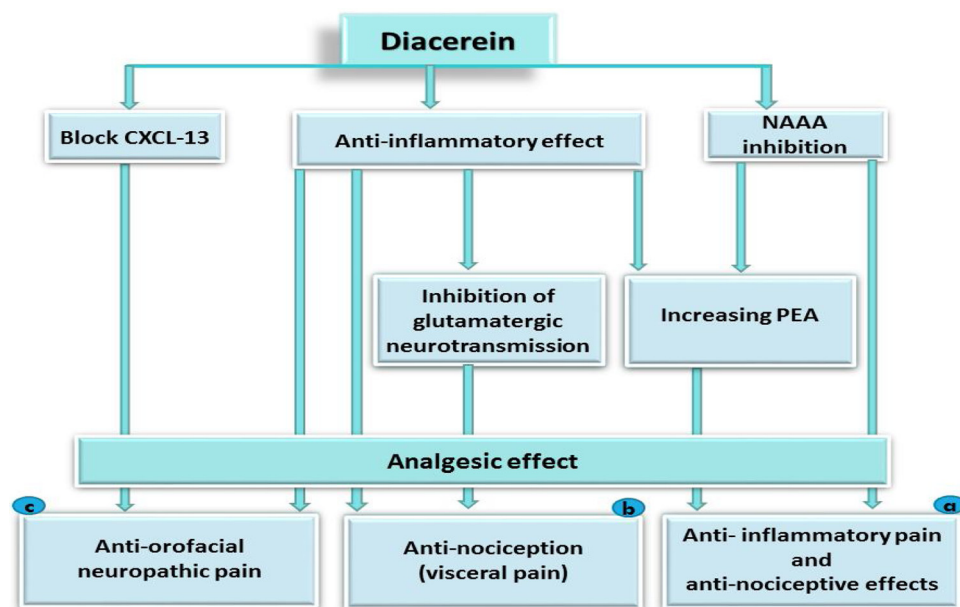 Diacerein
Block CXCL-13
Anti-inflammatory effect
NAAA
inhibition
Inhibition of
glutamatergic
neurotransmission
Increasing PEA
Analgesic effect
c
b
a
Anti-orofacial
neuropathic pain
Anti-nociception
(visceral pain)
Anti- inflammatory pain
and
anti-nociceptive effects